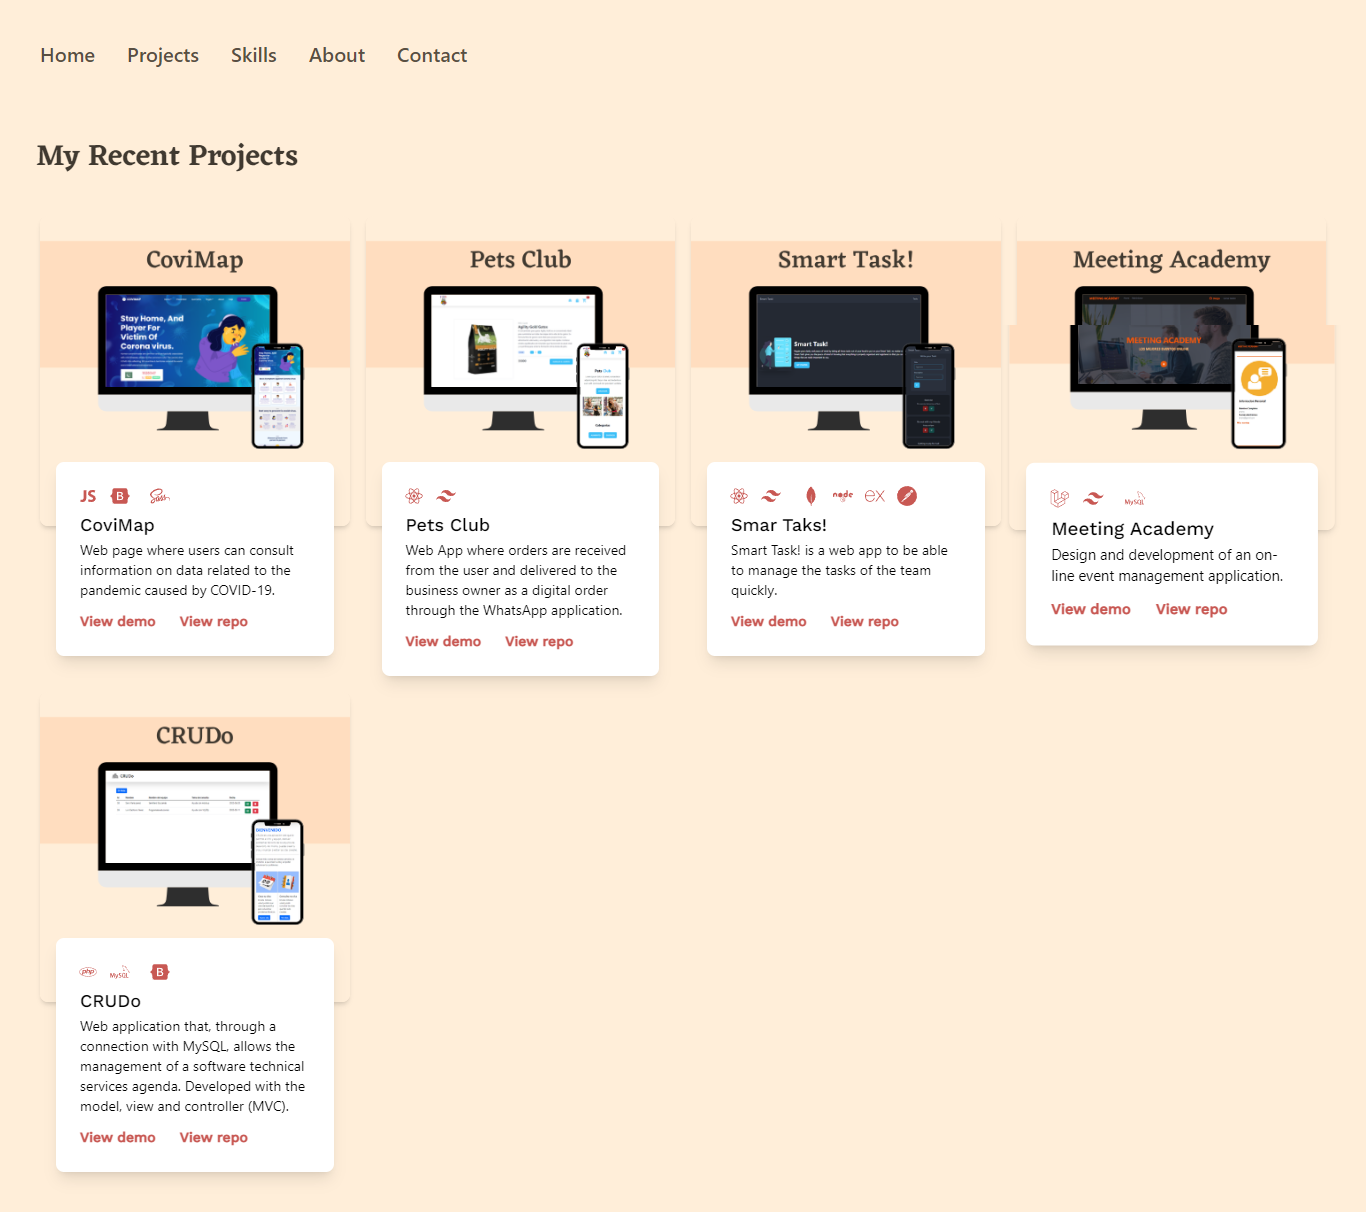 Home Projects Skills About Contact
My Recent Projects
CoviMap
Stay Home, And
Player For
Victim Of
Corona virus.
JS B Sass
CoviMap
Web page where users can consult
information on data related to the
pandemic caused by COVID-19.
View demo View repo
Pets Club
Pets Club
Pets Club
Web App where orders are received
from the user and delivered to the
business owner as a digital order
through the WhatsApp application.
View demo View repo
Smart Task!
Smart Task!
node ex
Smar Taks!
Smart Task! is a web app to be able
to manage the tasks of the team
quickly.
View demo View repo
Meeting Academy
MEETING ACADEMY
MEETING ACADEMY
MySQL
Meeting Academy
Design and development of an on-
line event management application.
View demo View repo
CRUDo
CRUDo
BIENVENIDO
php MySQL B
CRUDo
Web application that, through a
connection with MySQL, allows the
management of a software technical
services agenda. Developed with the
model, view and controller (MVC).
View demo View repo